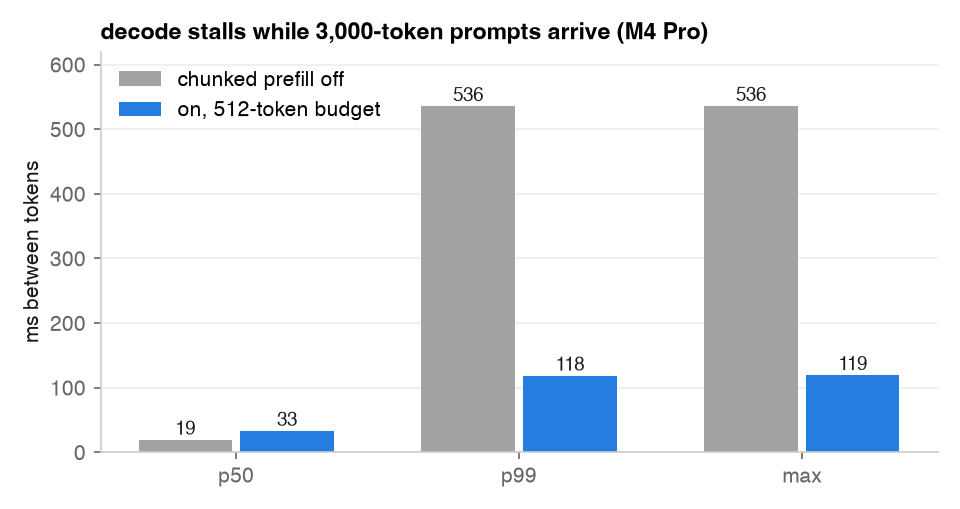 decode stalls while 3,000-token prompts arrive (M4 Pro)
chunked prefill off
on, 512-token budget
ms between tokens
600
500
400
300
200
100
0
19
33
536
118
536
119
p50
p99
max